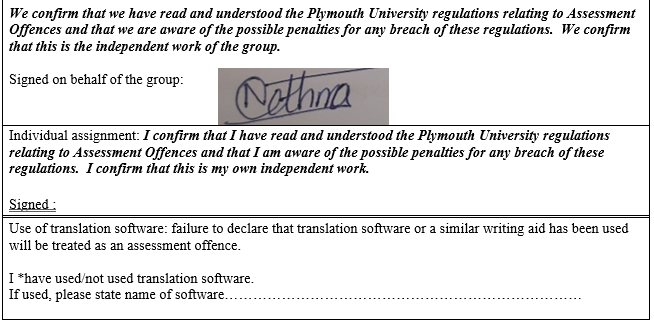 We confirm that we have read and understood the Plymouth University regulations relating to Assessment
Offences and that we are aware of the possible penalties for any breach of these regulations.  We confirm
that this is the independent work of the group.
Signed on behalf of the group:
Individual assignment: I confirm that I have read and understood the Plymouth University regulations
relating to Assessment Offences and that I am aware of the possible penalties for any breach of these
regulations.  I confirm that this is my own independent work.
Signed :
Use of translation software: failure to declare that translation software or a similar writing aid has been used
will be treated as an assessment offence.
I *have used/not used translation software.
If used, please state name of software……………………………………………………………………